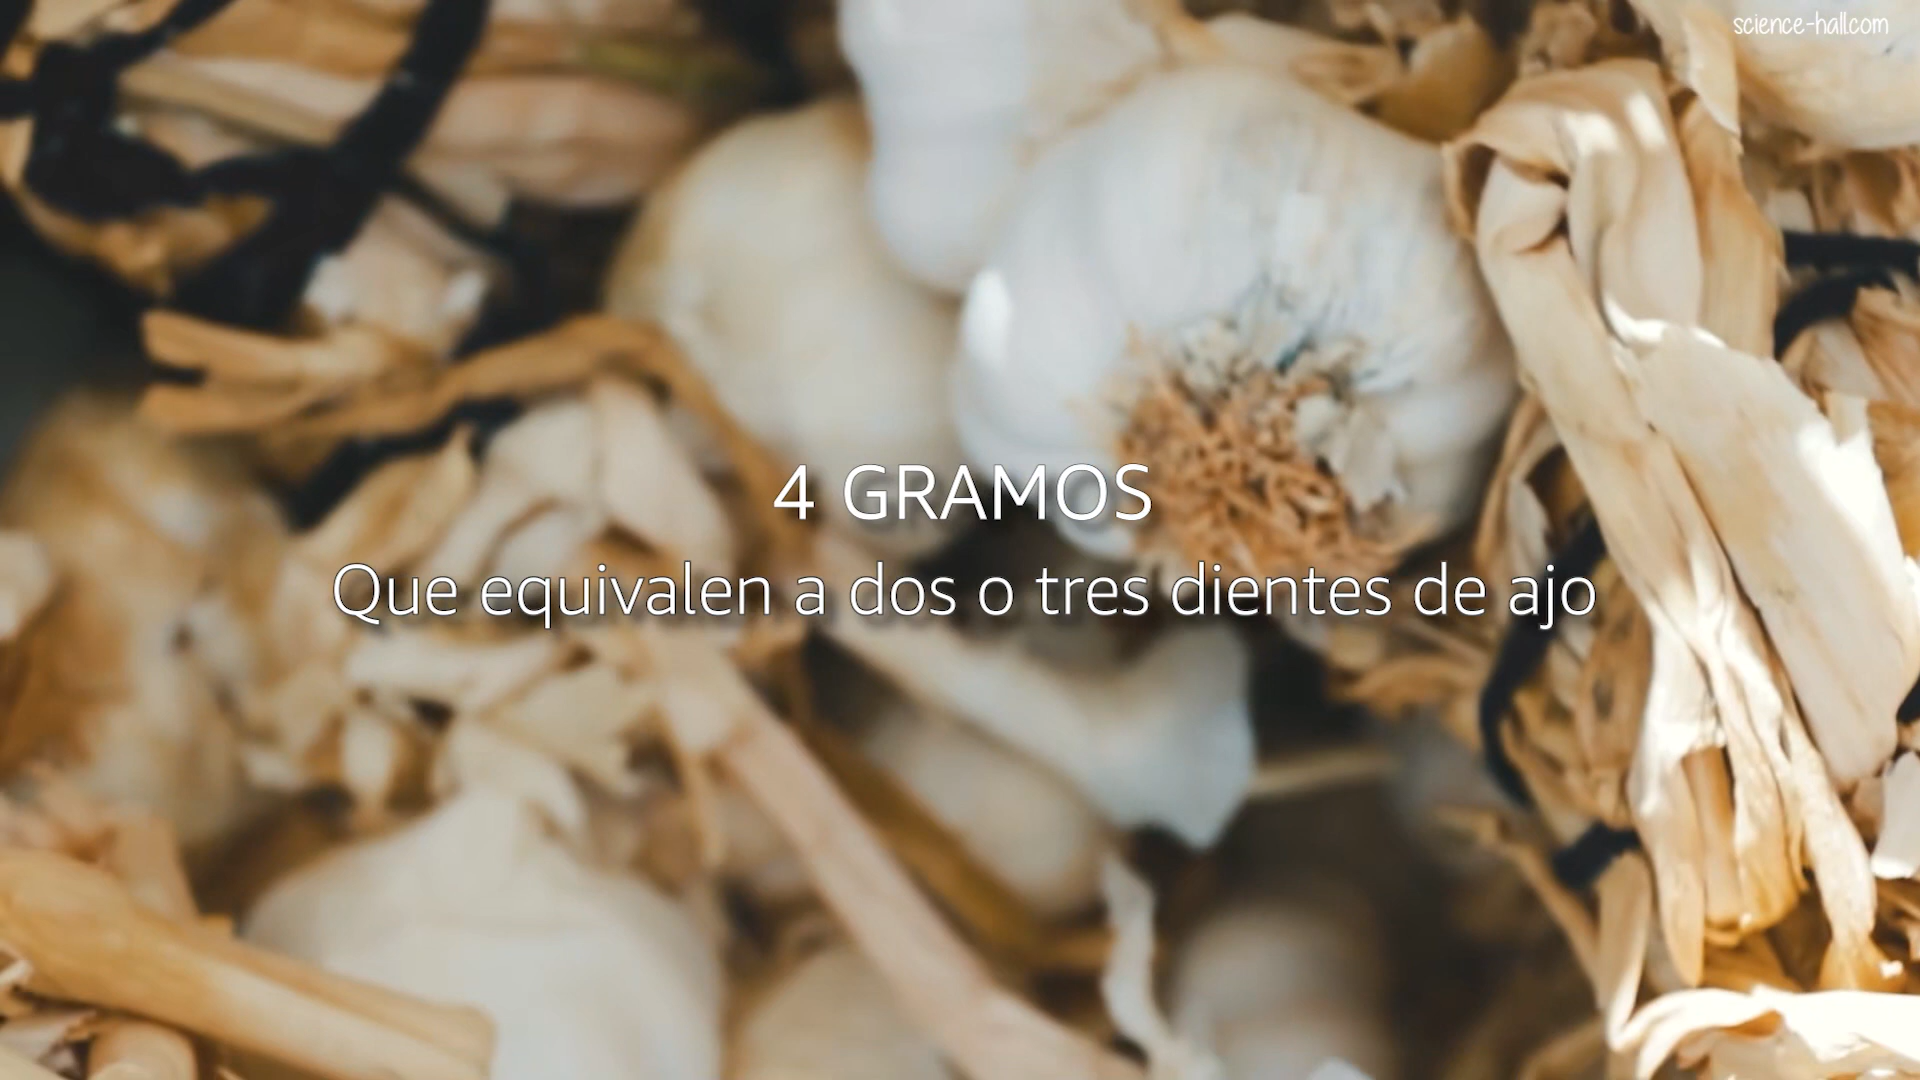 science-hall.com
4 GRAMOS
Que equivalen a dos o tres dientes de ajo